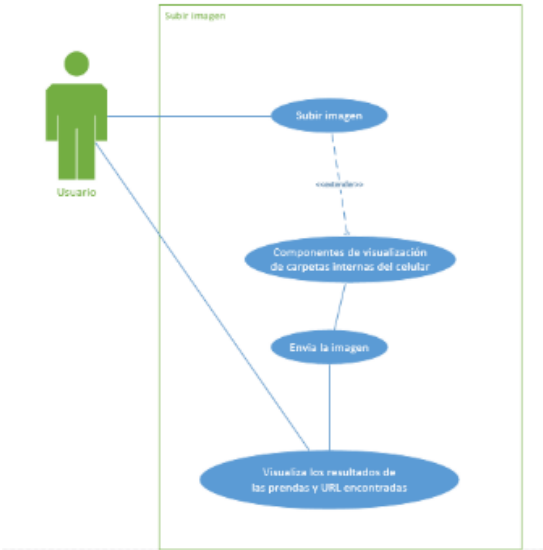 Subir imagen
Subir imagen
Usuario
<<extender>>
Componentes de visualización
de carpetas internas del celular
Envia la imagen
Visualiza los resultados de
las prendas y URL encontradas